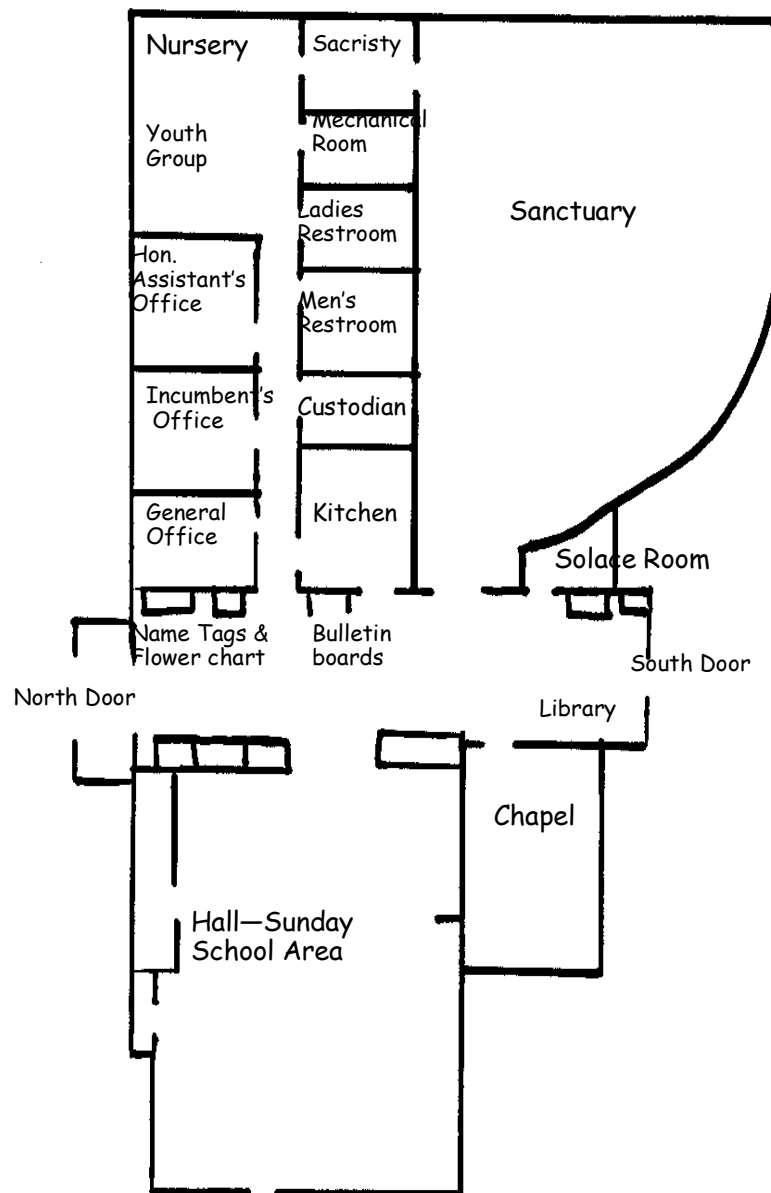 Nursery
Sacristy
Youth
Group
Mechanical
Room
Ladies
Restroom
Sanctuary
Hon.
Assistant's
Office
Men's
Restroom
Incumbent's
Office
Custodian
General
Office
Kitchen
Solace Room
Name Tags &
Flower chart
Bulletin
boards
South Door
North Door
Library
Chapel
Hall—Sunday
School Area